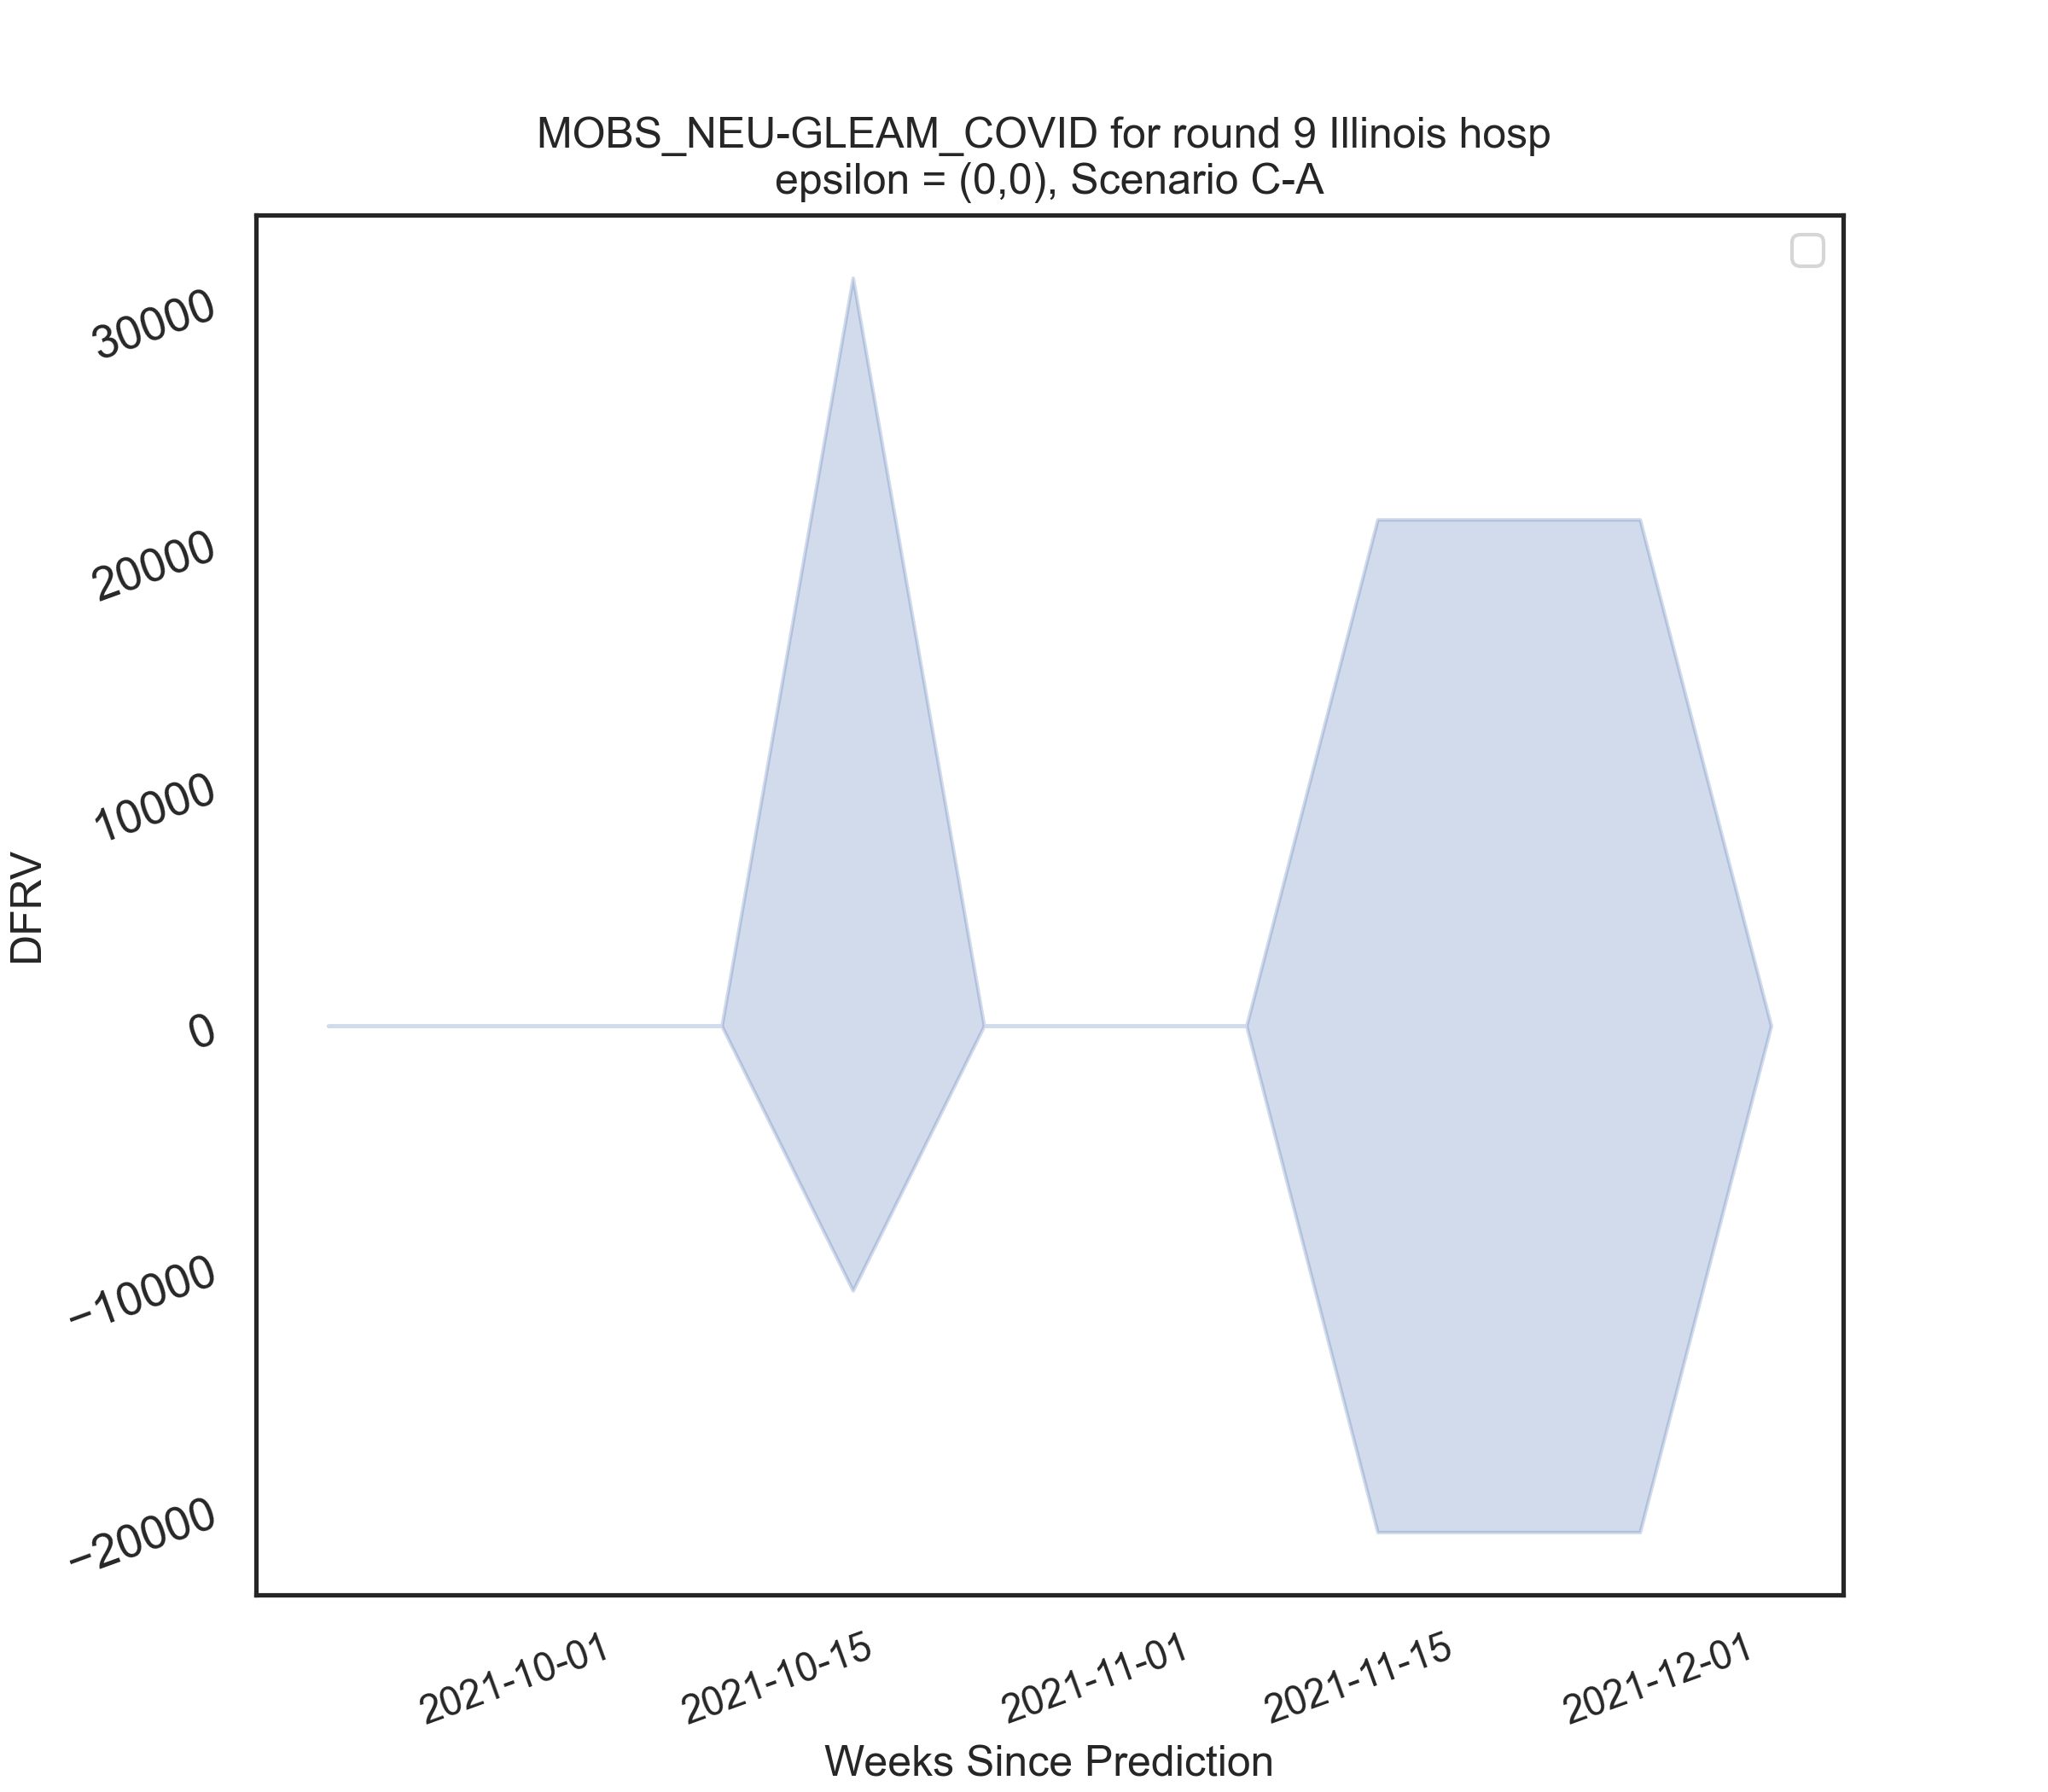 MOBS_NEU-GLEAM_COVID for round 9 Illinois hosp
epsilon = (0,0), Scenario C-A
30000
20000
10000
0
−10000
−20000
DFRV
2021-10-01
2021-10-15
2021-11-01
2021-11-15
2021-12-01
Weeks Since Prediction